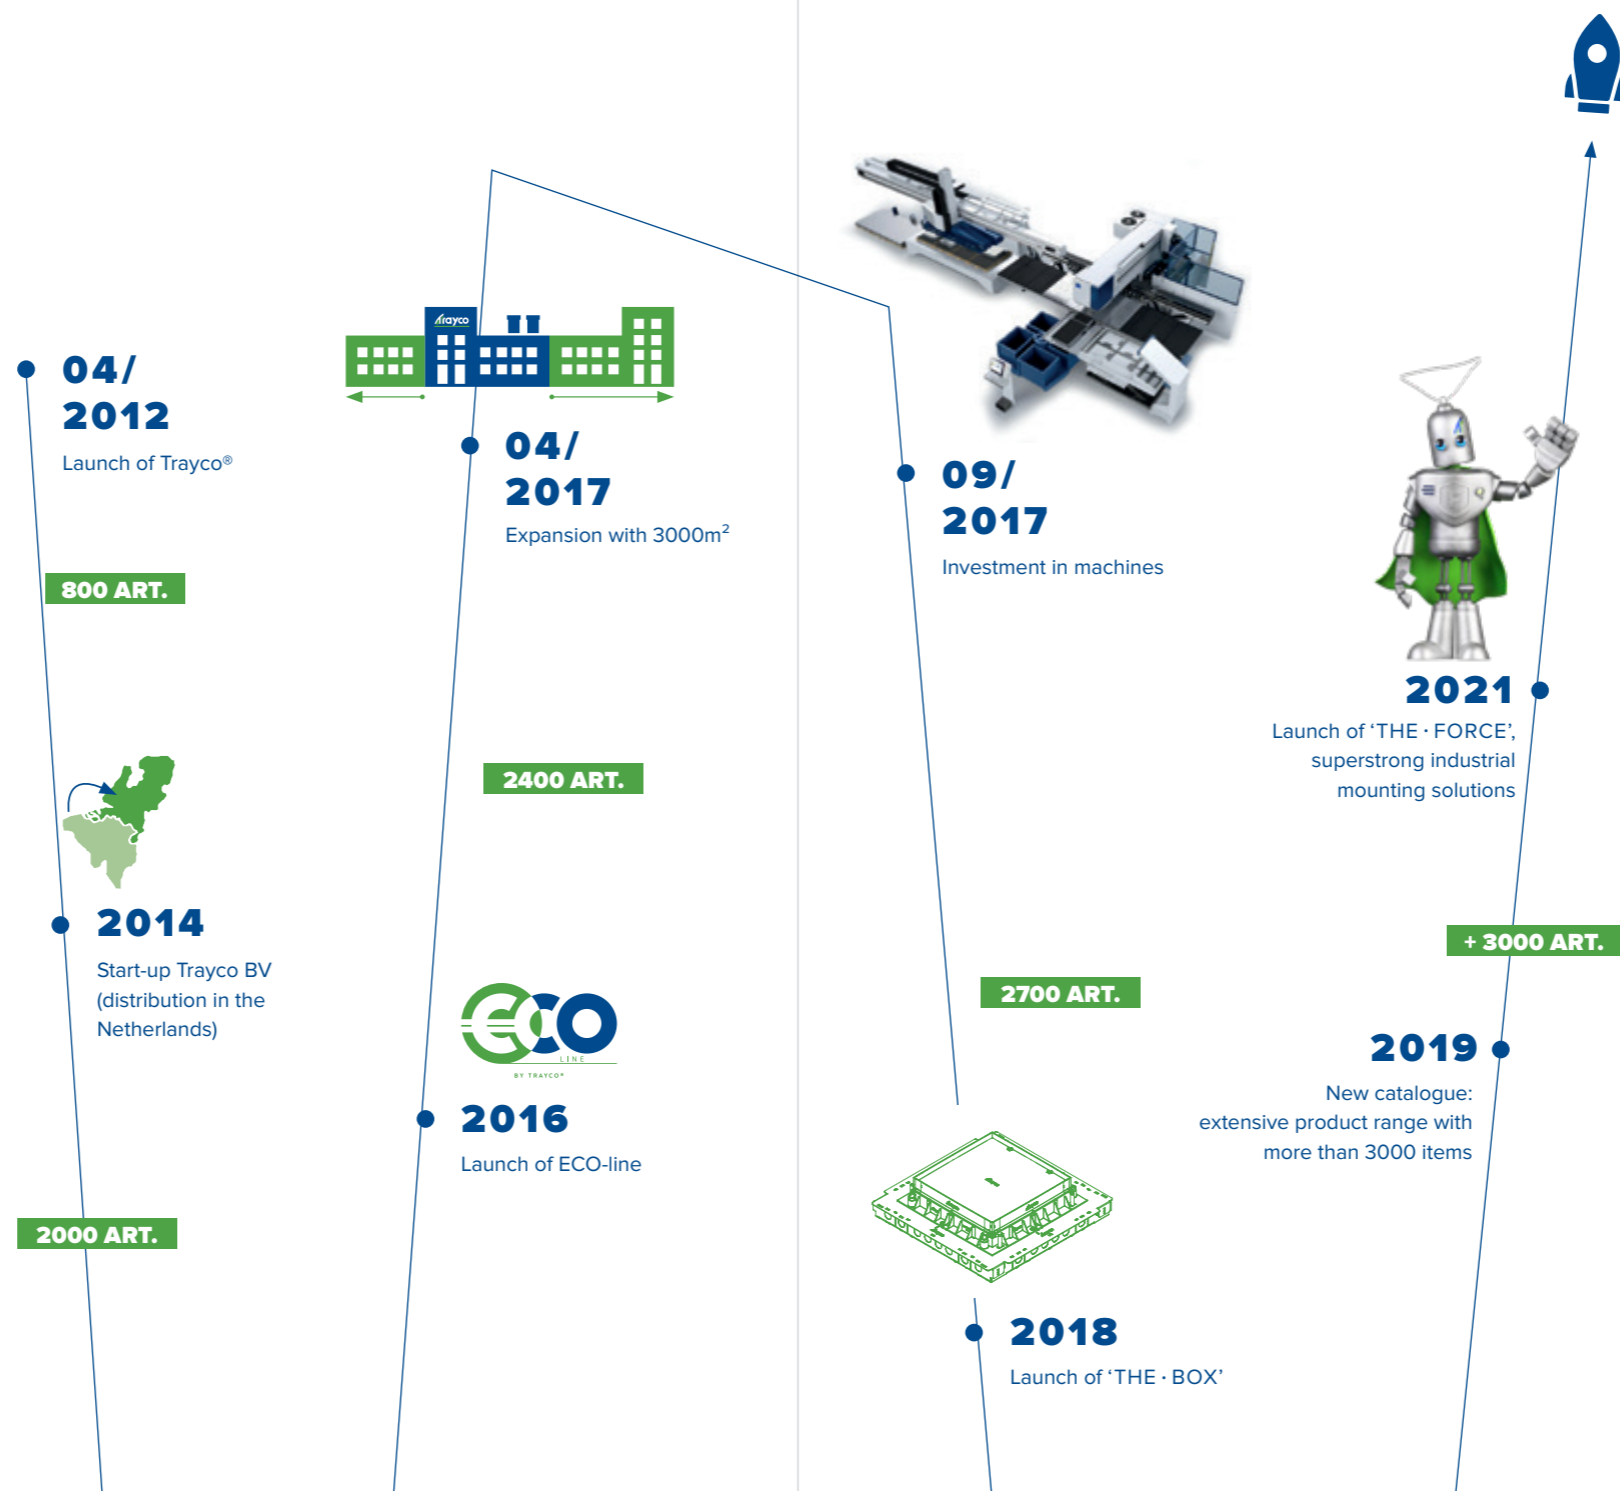 04/
2012
Launch of Trayco®
800 ART.
2014
Start-up Trayco BV
(distribution in the
Netherlands)
2000 ART.
Trayco
04/
2017
Expansion with 3000m²
2400 ART.
ECO
LINE
BY TRAYCO®
2016
Launch of ECO-line
09/
2017
Investment in machines
2700 ART.
2018
Launch of ‘THE · BOX’
2021
Launch of ‘THE · FORCE’,
superstrong industrial
mounting solutions
+ 3000 ART.
2019
New catalogue:
extensive product range with
more than 3000 items